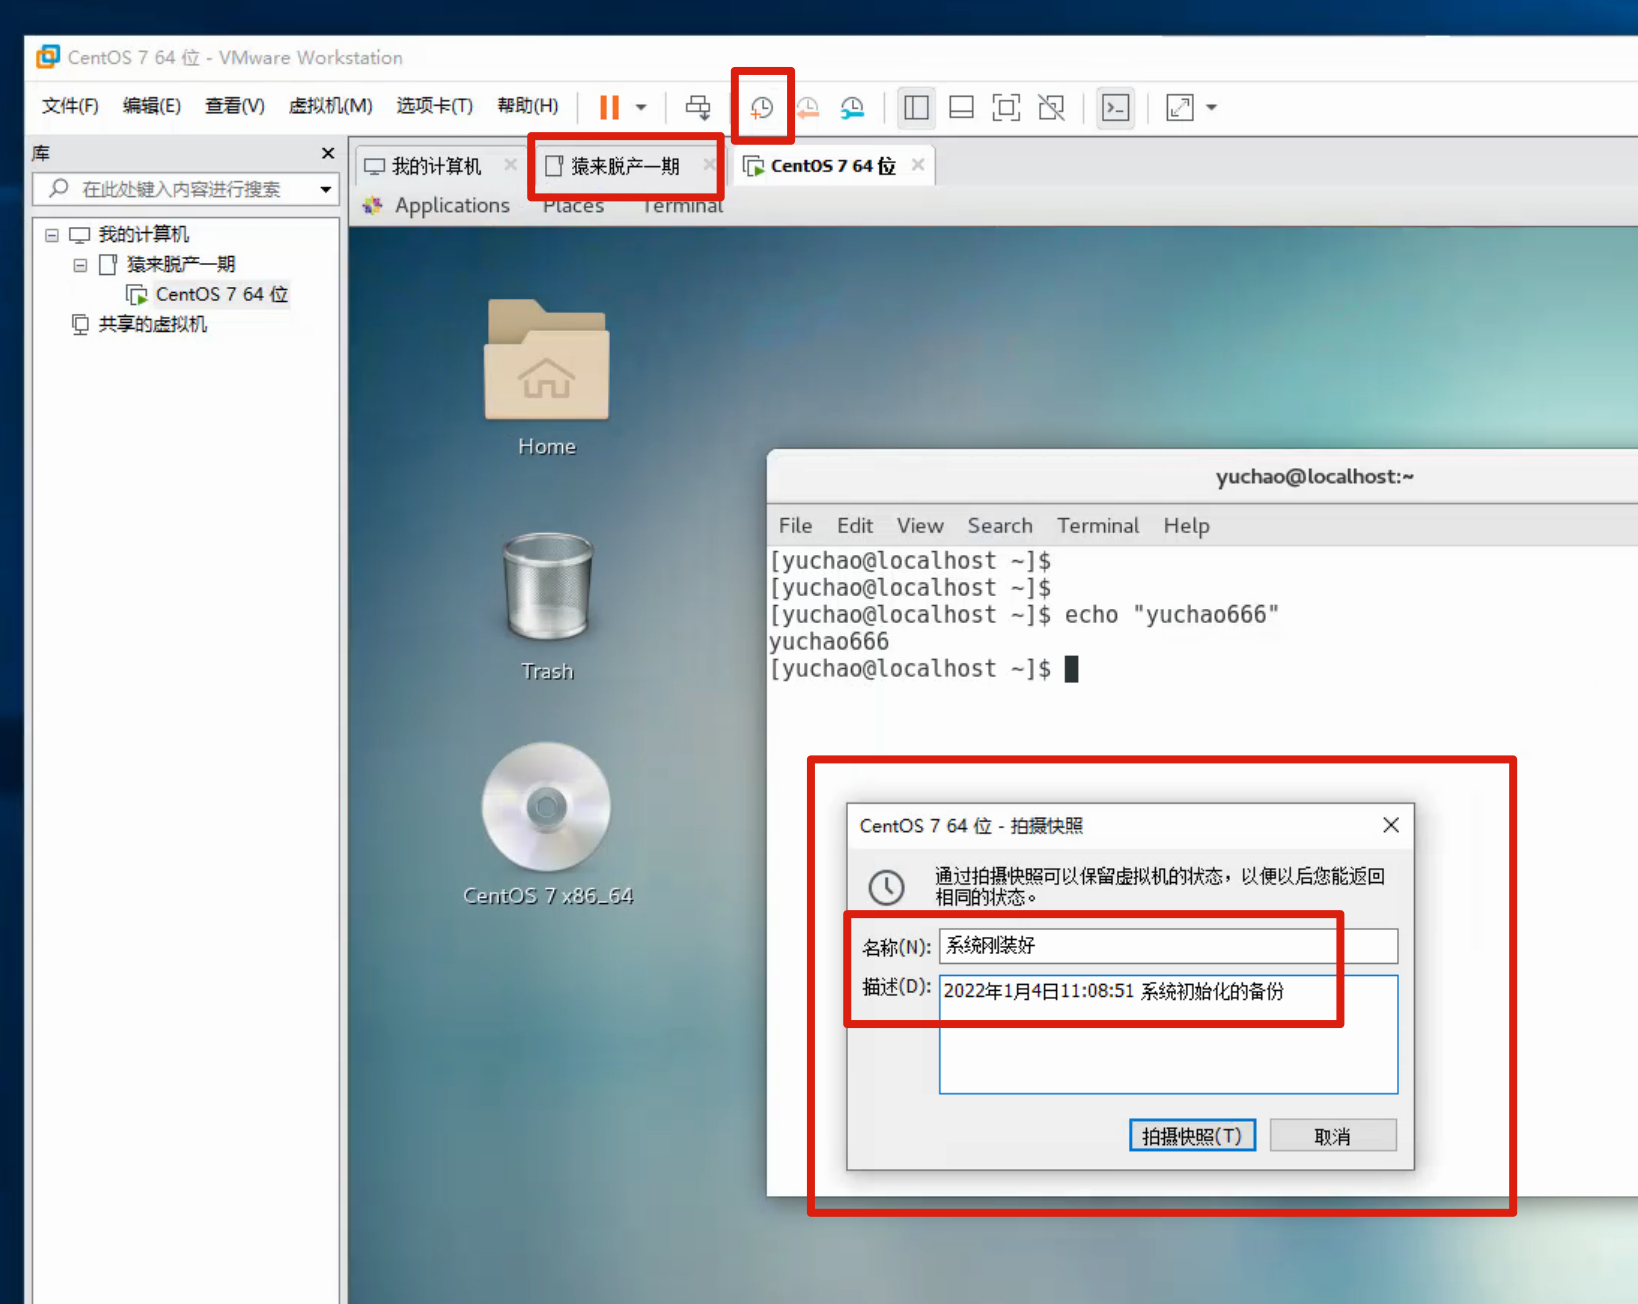 CentOS 7 64 位 - VMware Workstation
文件(F) 编辑(E) 查看(V) 虚拟机(M) 选项卡(T) 帮助(H)
库
在此处键入内容进行搜索
我的计算机
猿来脱产一期
CentOS 7 64 位
共享的虚拟机
我的计算机 猿来脱产一期 CentOS 7 64 位
Applications Places Terminal
Home
Trash
CentOS 7 x86_64
yuchao@localhost:~
File Edit View Search Terminal Help
[yuchao@localhost ~]$
[yuchao@localhost ~]$
[yuchao@localhost ~]$ echo "yuchao666"
yuchao666
[yuchao@localhost ~]$
CentOS 7 64 位 - 拍摄快照
通过拍摄快照可以保留虚拟机的状态，以便以后您能返回
相同的状态。
名称(N): 系统刚装好
描述(D): 2022年1月4日11:08:51 系统初始化的备份
拍摄快照(T) 取消